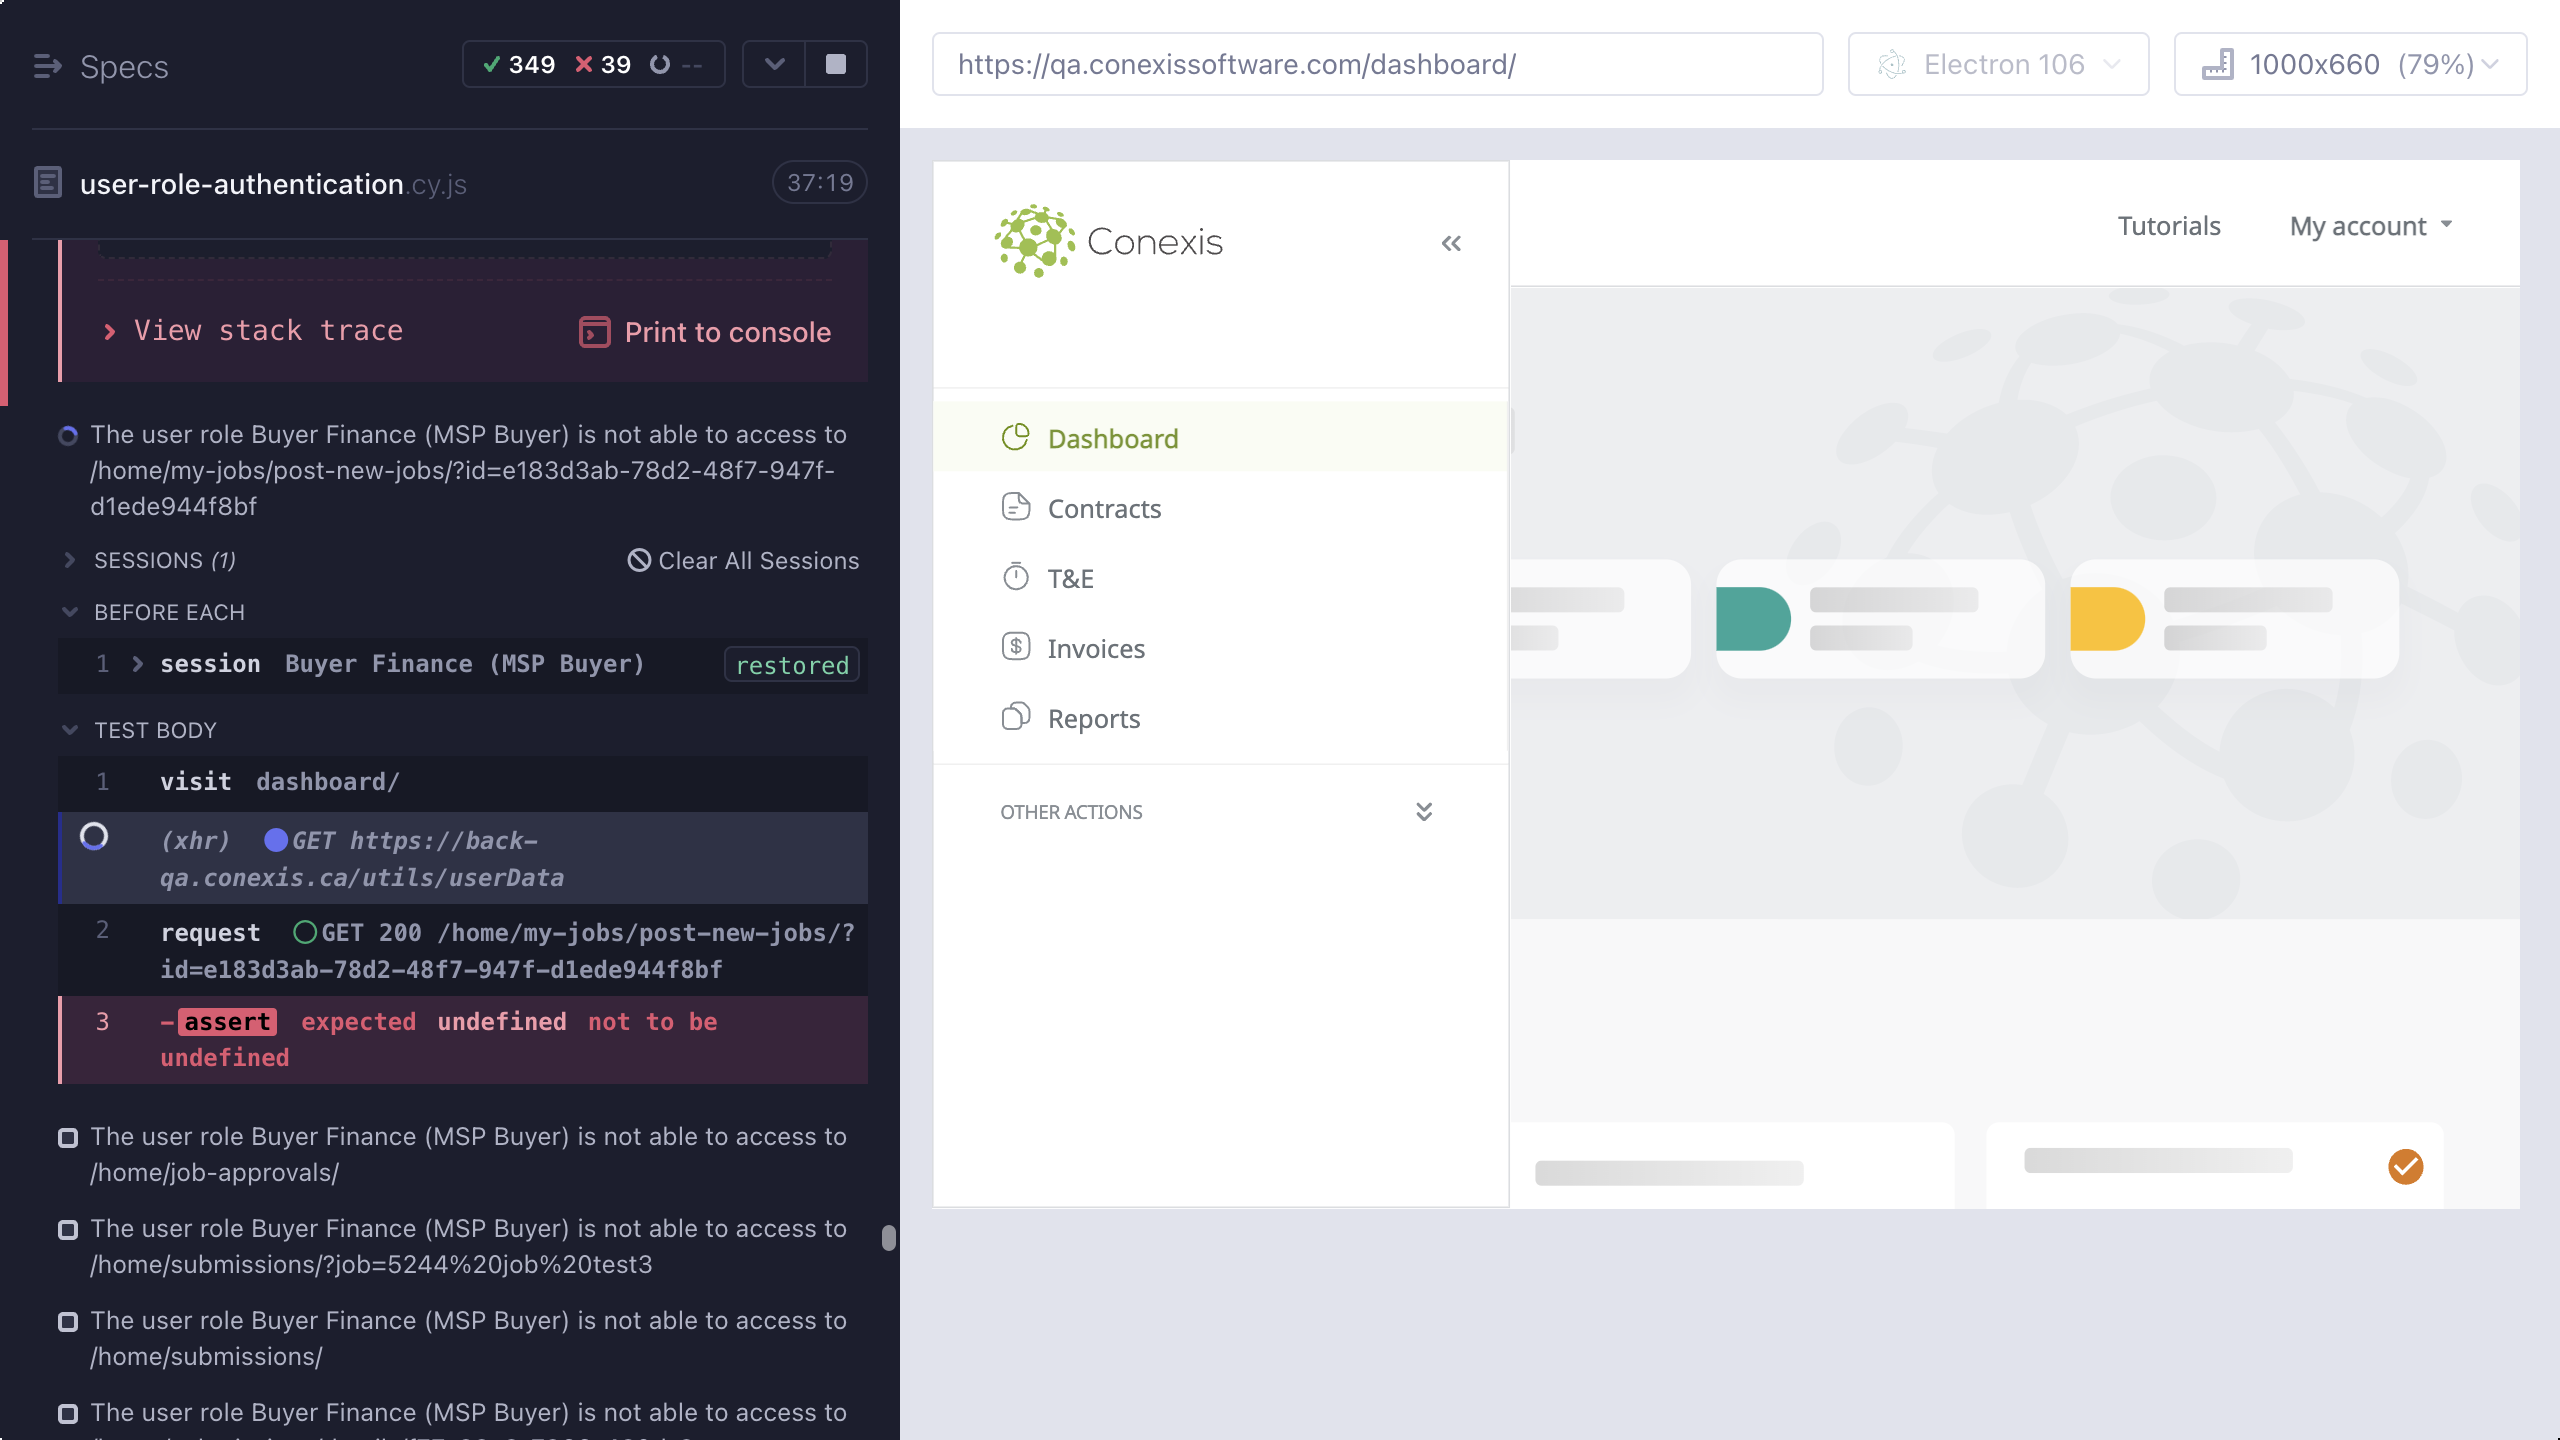 Specs
349 39 --
user-role-authentication.cy.js
37:19
View stack trace
Print to console
The user role Buyer Finance (MSP Buyer) is not able to access to
/home/my-jobs/post-new-jobs/?id=e183d3ab-78d2-48f7-947f-
d1ede944f8bf
SESSIONS (1)
Clear All Sessions
BEFORE EACH
1 session Buyer Finance (MSP Buyer) restored
TEST BODY
1 visit dashboard/
(xhr) GET https://back-
qa.conexis.ca/utils/userData
2 request GET 200 /home/my-jobs/post-new-jobs/?
id=e183d3ab-78d2-48f7-947f-d1ede944f8bf
3 -assert expected undefined not to be
undefined
The user role Buyer Finance (MSP Buyer) is not able to access to
/home/job-approvals/
The user role Buyer Finance (MSP Buyer) is not able to access to
/home/submissions/?job=5244%20job%20test3
The user role Buyer Finance (MSP Buyer) is not able to access to
/home/submissions/
The user role Buyer Finance (MSP Buyer) is not able to access to
https://qa.conexissoftware.com/dashboard/
Electron 106
1000x660 (79%)
Conexis
Tutorials
My account
Dashboard
Contracts
T&E
Invoices
Reports
OTHER ACTIONS